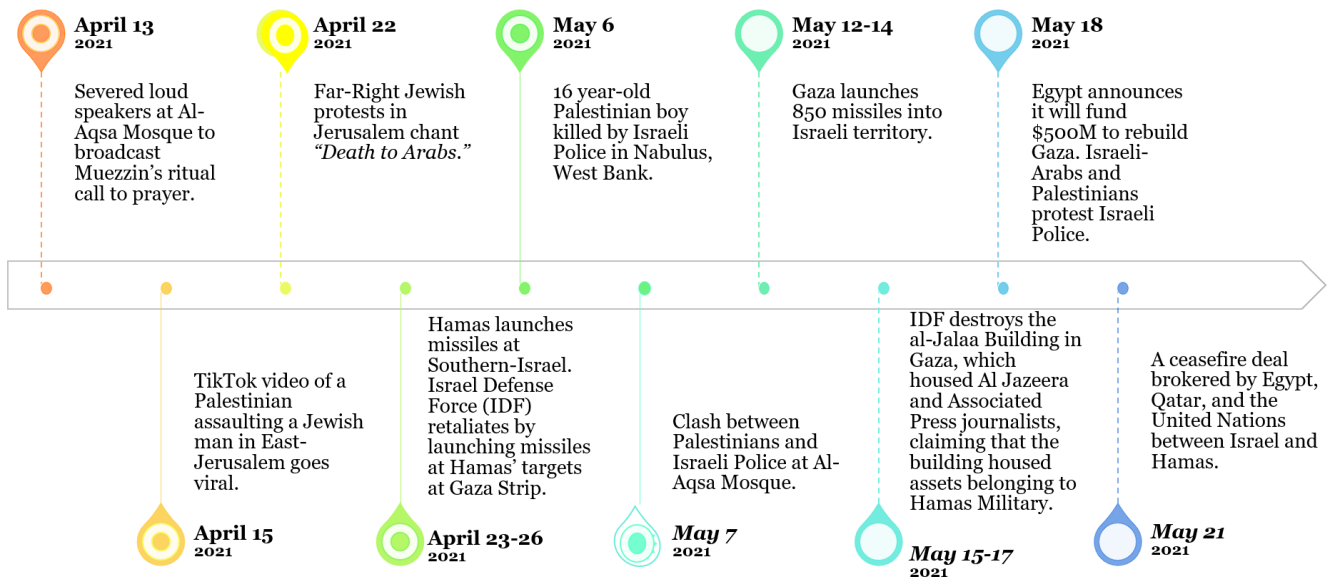 April 13
2021
Severed loud
speakers at Al-
Aqsa Mosque to
broadcast
Muezzin's ritual
call to prayer.
April 22
2021
Far-Right Jewish
protests in
Jerusalem chant
“Death to Arabs.”
May 6
2021
16 year-old
Palestinian boy
killed by Israeli
Police in Nabulus,
West Bank.
May 12-14
2021
Gaza launches
850 missiles into
Israeli territory.
May 18
2021
Egypt announces
it will fund
$500M to rebuild
Gaza. Israeli-
Arabs and
Palestinians
protest Israeli
Police.
TikTok video of a
Palestinian
assaulting a Jewish
man in East-
Jerusalem goes
viral.
April 15
2021
Hamas launches
missiles at
Southern-Israel.
Israel Defense
Force (IDF)
retaliates by
launching missiles
at Hamas' targets
at Gaza Strip.
April 23-26
2021
Clash between
Palestinians and
Israeli Police at Al-
Aqsa Mosque.
May 7
2021
IDF destroys the
al-Jalaa Building in
Gaza, which
housed Al Jazeera
and Associated
Press journalists,
claiming that the
building housed
assets belonging to
Hamas Military.
May 15-17
2021
A ceasefire deal
brokered by Egypt,
Qatar, and the
United Nations
between Israel and
Hamas.
May 21
2021